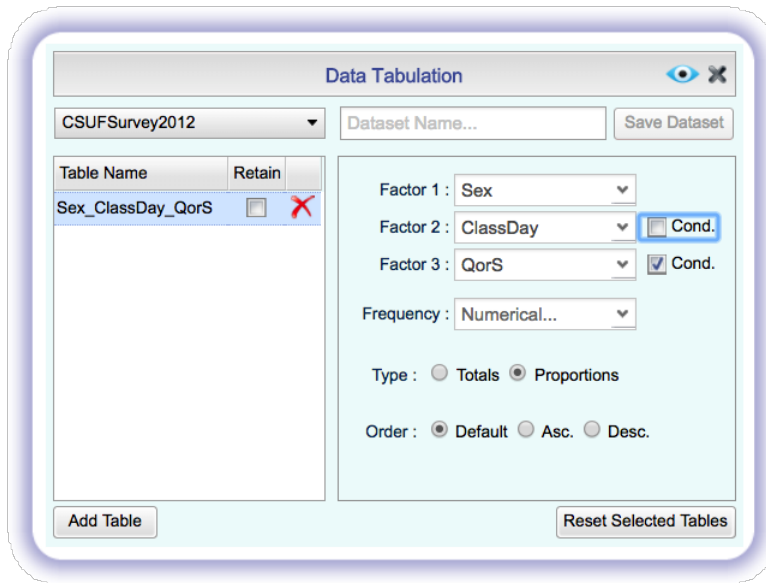 Data Tabulation
CSUFSurvey2012
Dataset Name...
Save Dataset
Table Name
Retain
Sex_ClassDay_QorS
Factor 1 : Sex
Factor 2 : ClassDay
Cond.
Factor 3 : QorS
Cond.
Frequency : Numerical...
Type : Totals Proportions
Order : Default Asc. Desc.
Add Table
Reset Selected Tables